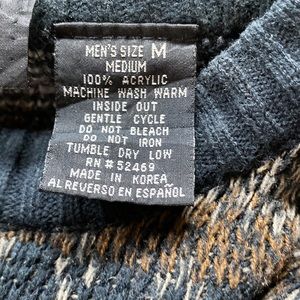 MEN'S SIZE M
MEDIUM
100% ACRYLIC
MACHINE WASH WARM
INSIDE OUT
GENTLE CYCLE
DO NOT BLEACH
DO NOT IRON
TUMBLE DRY LOW
RN# 52469
MADE IN KOREA
AL REVERSO EN ESPAÑOL